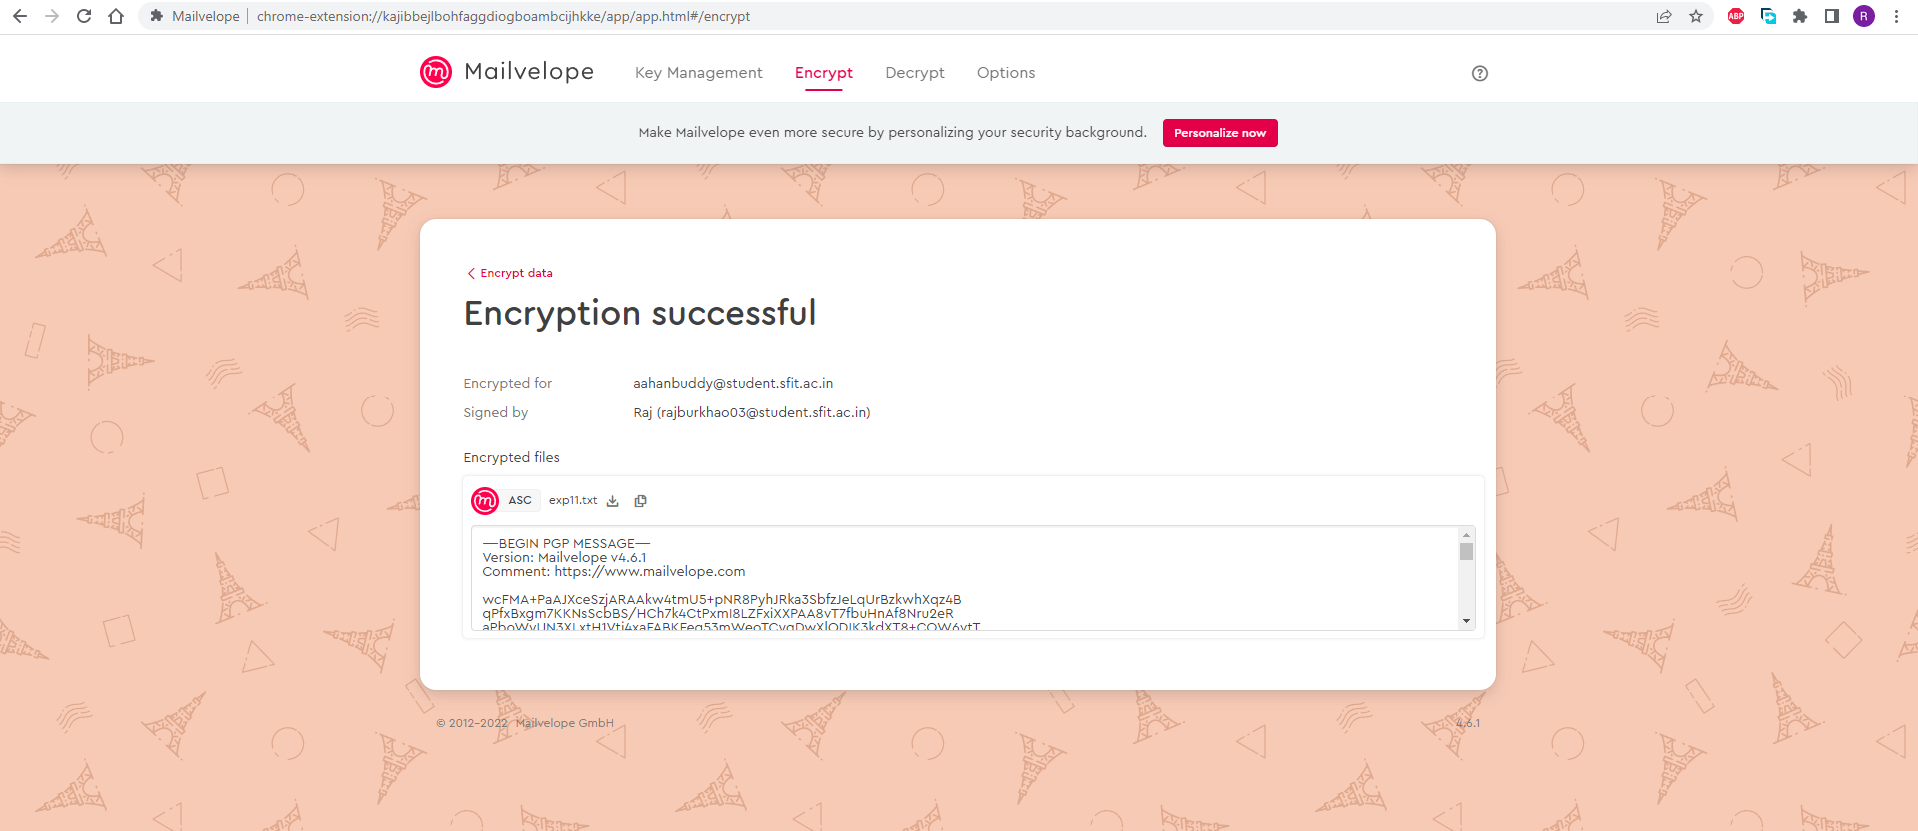 Mailvelope | chrome-extension://kajibbejlbohfaggdiogboambcijhkke/app/app.html#/encrypt
ABP
R
Mailvelope Key Management Encrypt Decrypt Options
Make Mailvelope even more secure by personalizing your security background. Personalize now
Encrypt data
Encryption successful
Encrypted for aahanbuddy@student.sfit.ac.in
Signed by Raj (rajburkhao03@student.sfit.ac.in)
Encrypted files
ASC exp11.txt
—BEGIN PGP MESSAGE—
Version: Mailvelope v4.6.1
Comment: https://www.mailvelope.com
wcFMA+PaAJXceSzjARAAkw4tmU5+pNR8PyhJRka3SbfzJeLqUrBzkwhXqz4B
qPfxBxgm7KKNsScbBS/HCh7k4CtPxmI8LZFxiXXPAA8vT7fbuHnAf8Nru2eR
© 2012-2022 Mailvelope GmbH 4.6.1